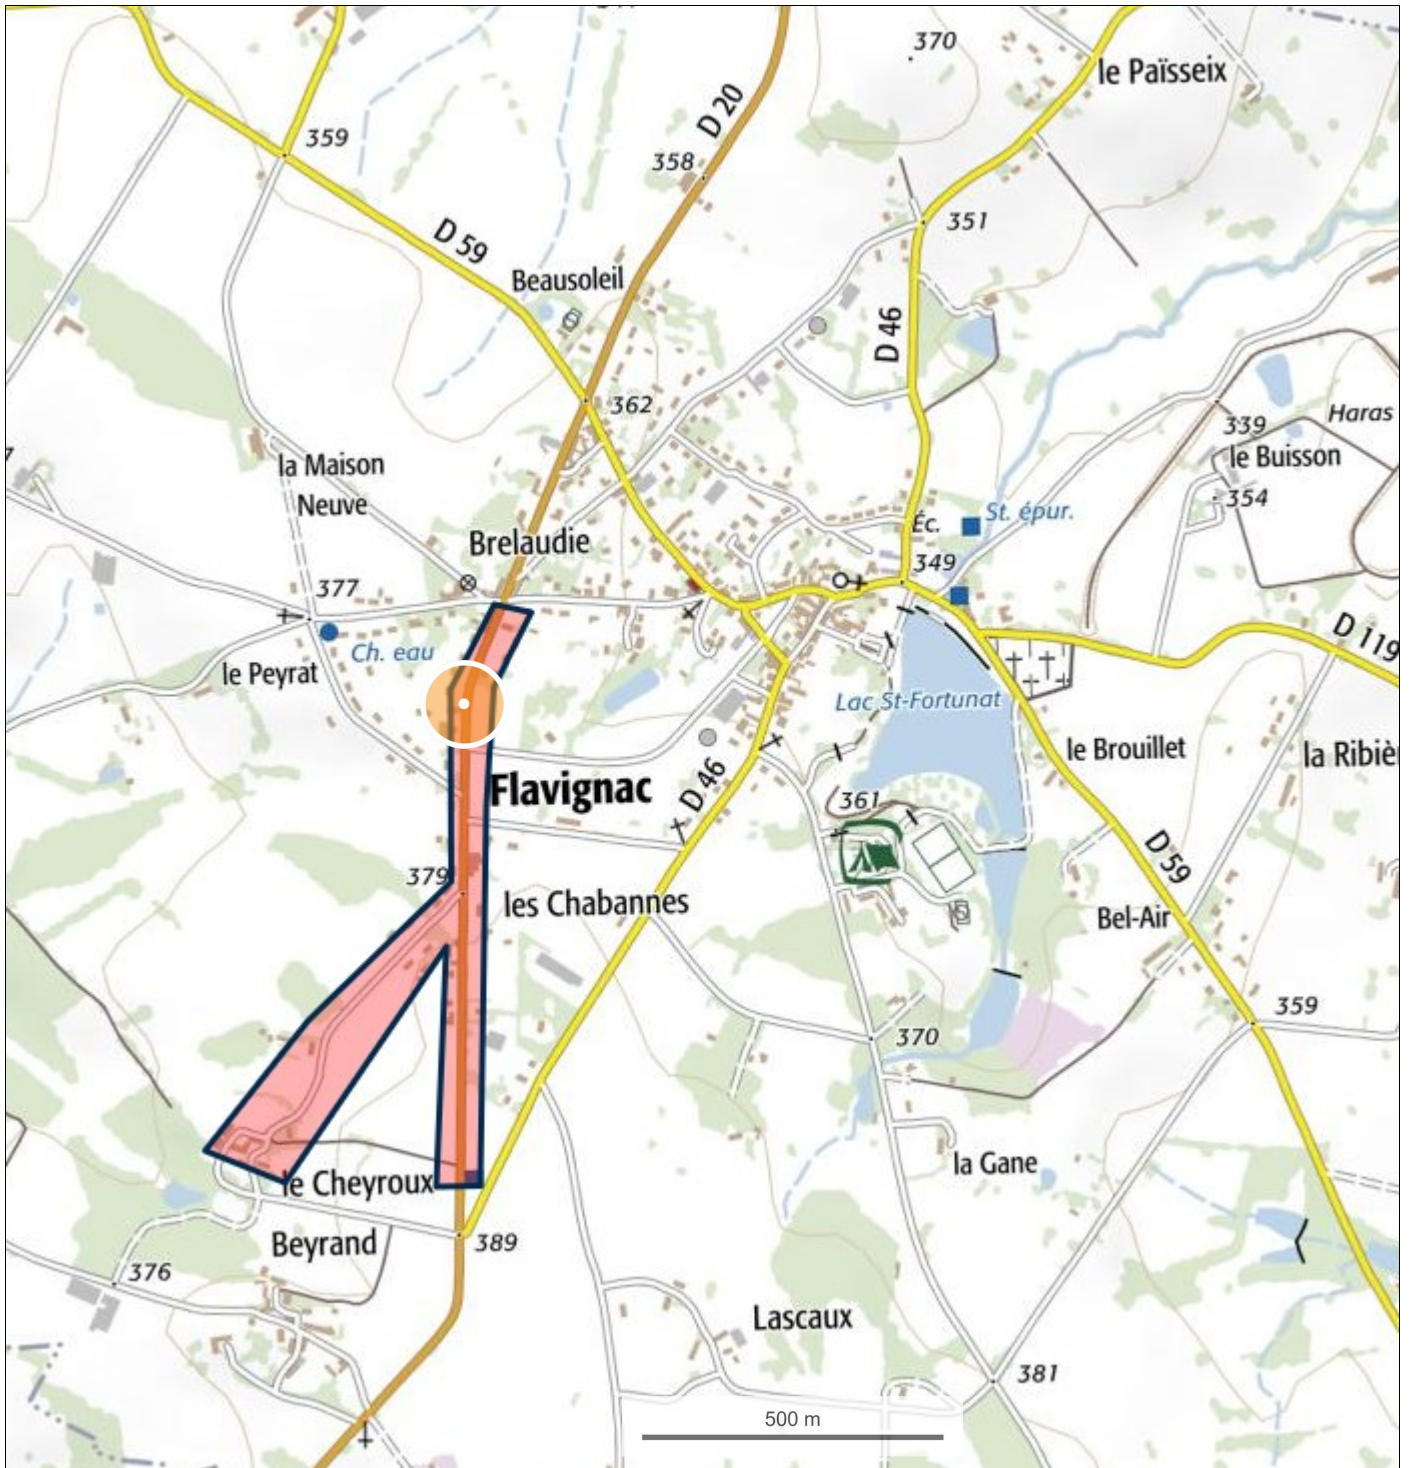 370
le Païsseix
D 20
359
358
351
D 59
Beausoleil
D 46
362
339
Haras
la Maison
Neuve
le Buisson
354
St. épur.
Éc.
Brelaudie
349
377
D 119
Ch. eau
le Peyrat
Lac St-Fortunat
le Brouillet
la Ribiè
Flavignac
D 46
361
D 59
379
les Chabannes
Bel-Air
359
370
la Gane
le Cheyroux
Beyrand
389
376
Lascaux
381
500 m